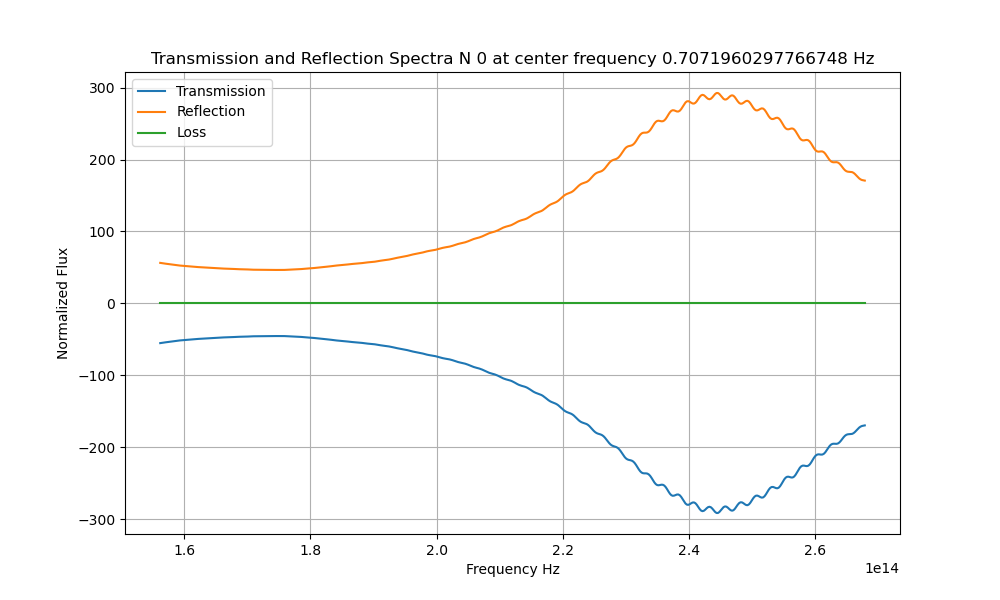 Transmission and Reflection Spectra N 0 at center frequency 0.7071960297766748 Hz
Transmission
Reflection
Loss
300
200
100
0
−100
−200
−300
Normalized Flux
1.6
1.8
2.0
2.2
2.4
2.6
1e14
Frequency Hz